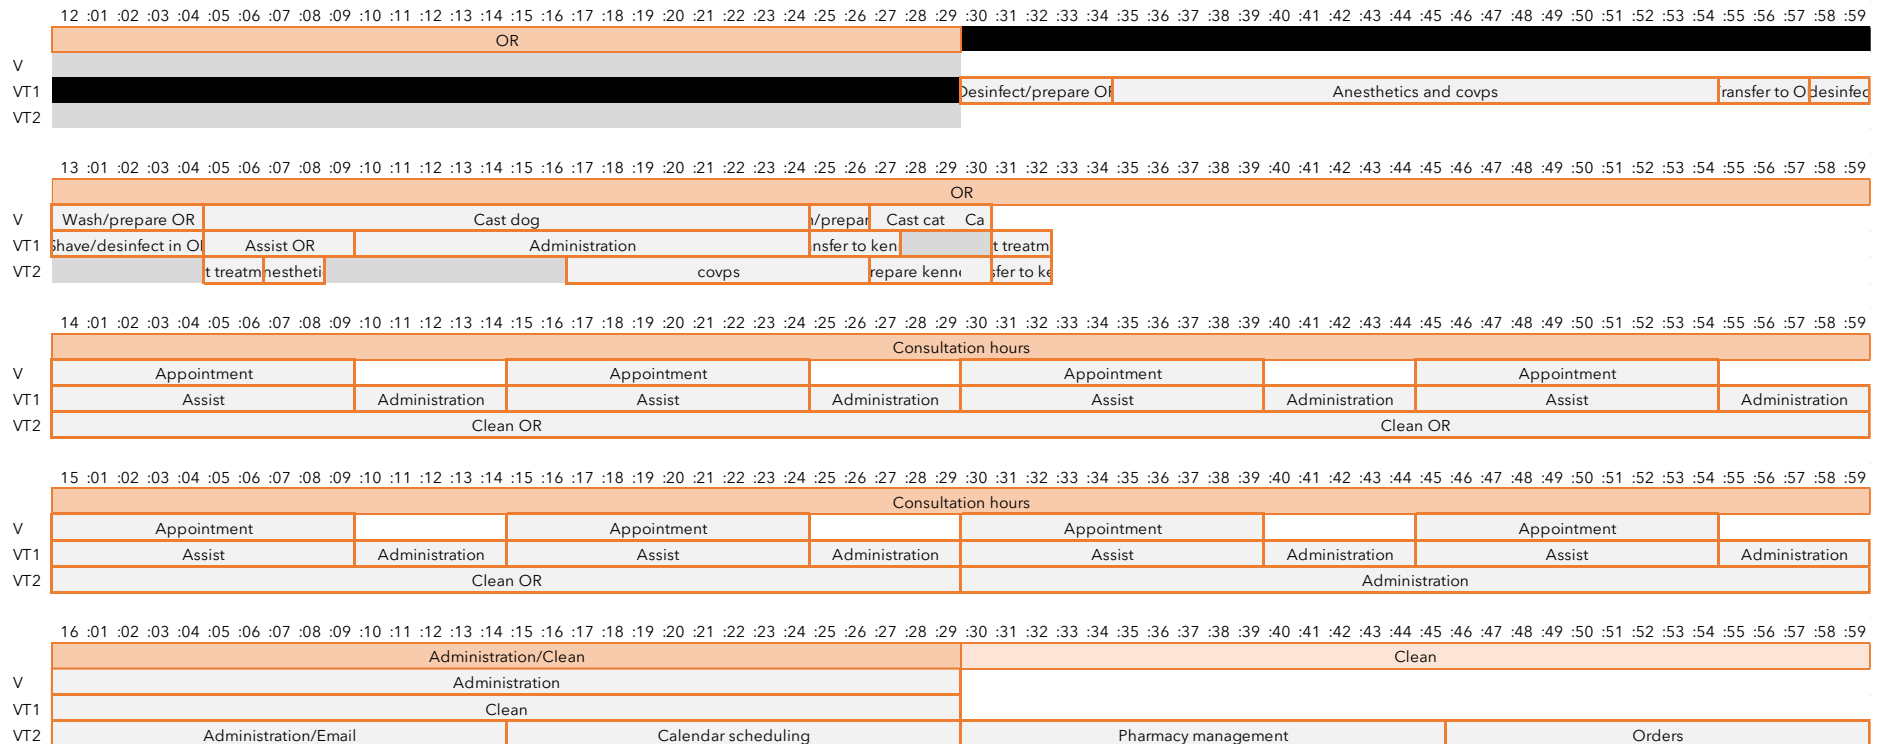 12 :01 :02 :03 :04 :05 :06 :07 :08 :09 :10 :11 :12 :13 :14 :15 :16 :17 :18 :19 :20 :21 :22 :23 :24 :25 :26 :27 :28 :29 :30 :31 :32 :33 :34 :35 :36 :37 :38 :39 :40 :41 :42 :43 :44 :45 :46 :47 :48 :49 :50 :51 :52 :53 :54 :55 :56 :57 :58 :59
OR
V
VT1 Desinfect/prepare OR Anesthetics and covps ransfer to O desinfec
VT2
13 :01 :02 :03 :04 :05 :06 :07 :08 :09 :10 :11 :12 :13 :14 :15 :16 :17 :18 :19 :20 :21 :22 :23 :24 :25 :26 :27 :28 :29 :30 :31 :32 :33 :34 :35 :36 :37 :38 :39 :40 :41 :42 :43 :44 :45 :46 :47 :48 :49 :50 :51 :52 :53 :54 :55 :56 :57 :58 :59
OR
V Wash/prepare OR Cast dog n/prepar Cast cat Ca
VT1 Shave/desinfect in OR Assist OR Administration nsfer to ken t treatm
VT2 t treatm nestheti covps repare kenne sfer to ke
14 :01 :02 :03 :04 :05 :06 :07 :08 :09 :10 :11 :12 :13 :14 :15 :16 :17 :18 :19 :20 :21 :22 :23 :24 :25 :26 :27 :28 :29 :30 :31 :32 :33 :34 :35 :36 :37 :38 :39 :40 :41 :42 :43 :44 :45 :46 :47 :48 :49 :50 :51 :52 :53 :54 :55 :56 :57 :58 :59
Consultation hours
V Appointment Appointment Appointment Appointment
VT1 Assist Administration Assist Administration Assist Administration Assist Administration
VT2 Clean OR Clean OR
15 :01 :02 :03 :04 :05 :06 :07 :08 :09 :10 :11 :12 :13 :14 :15 :16 :17 :18 :19 :20 :21 :22 :23 :24 :25 :26 :27 :28 :29 :30 :31 :32 :33 :34 :35 :36 :37 :38 :39 :40 :41 :42 :43 :44 :45 :46 :47 :48 :49 :50 :51 :52 :53 :54 :55 :56 :57 :58 :59
Consultation hours
V Appointment Appointment Appointment Appointment
VT1 Assist Administration Assist Administration Assist Administration Assist Administration
VT2 Clean OR Administration
16 :01 :02 :03 :04 :05 :06 :07 :08 :09 :10 :11 :12 :13 :14 :15 :16 :17 :18 :19 :20 :21 :22 :23 :24 :25 :26 :27 :28 :29 :30 :31 :32 :33 :34 :35 :36 :37 :38 :39 :40 :41 :42 :43 :44 :45 :46 :47 :48 :49 :50 :51 :52 :53 :54 :55 :56 :57 :58 :59
Administration/Clean Clean
V Administration
VT1 Clean
VT2 Administration/Email Calendar scheduling Pharmacy management Orders